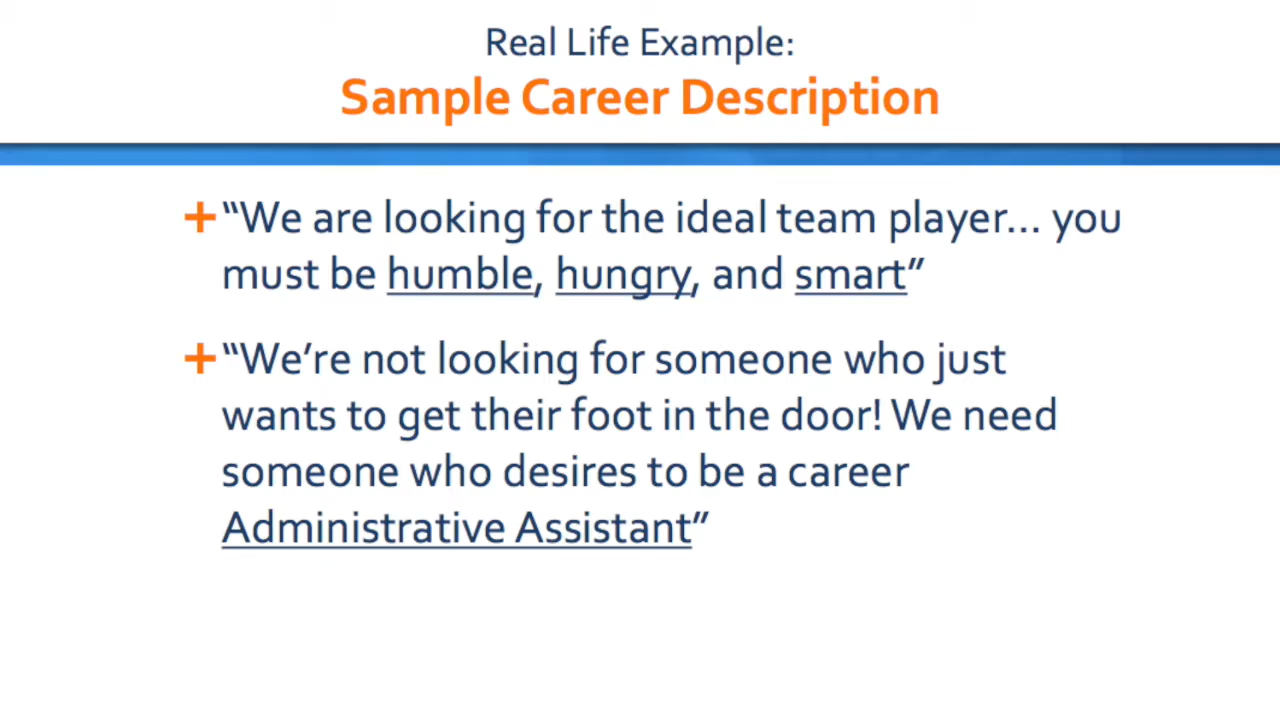 Real Life Example:
Sample Career Description
+“We are looking for the ideal team player... you
must be humble, hungry, and smart”
+“We’re not looking for someone who just
wants to get their foot in the door! We need
someone who desires to be a career
Administrative Assistant”